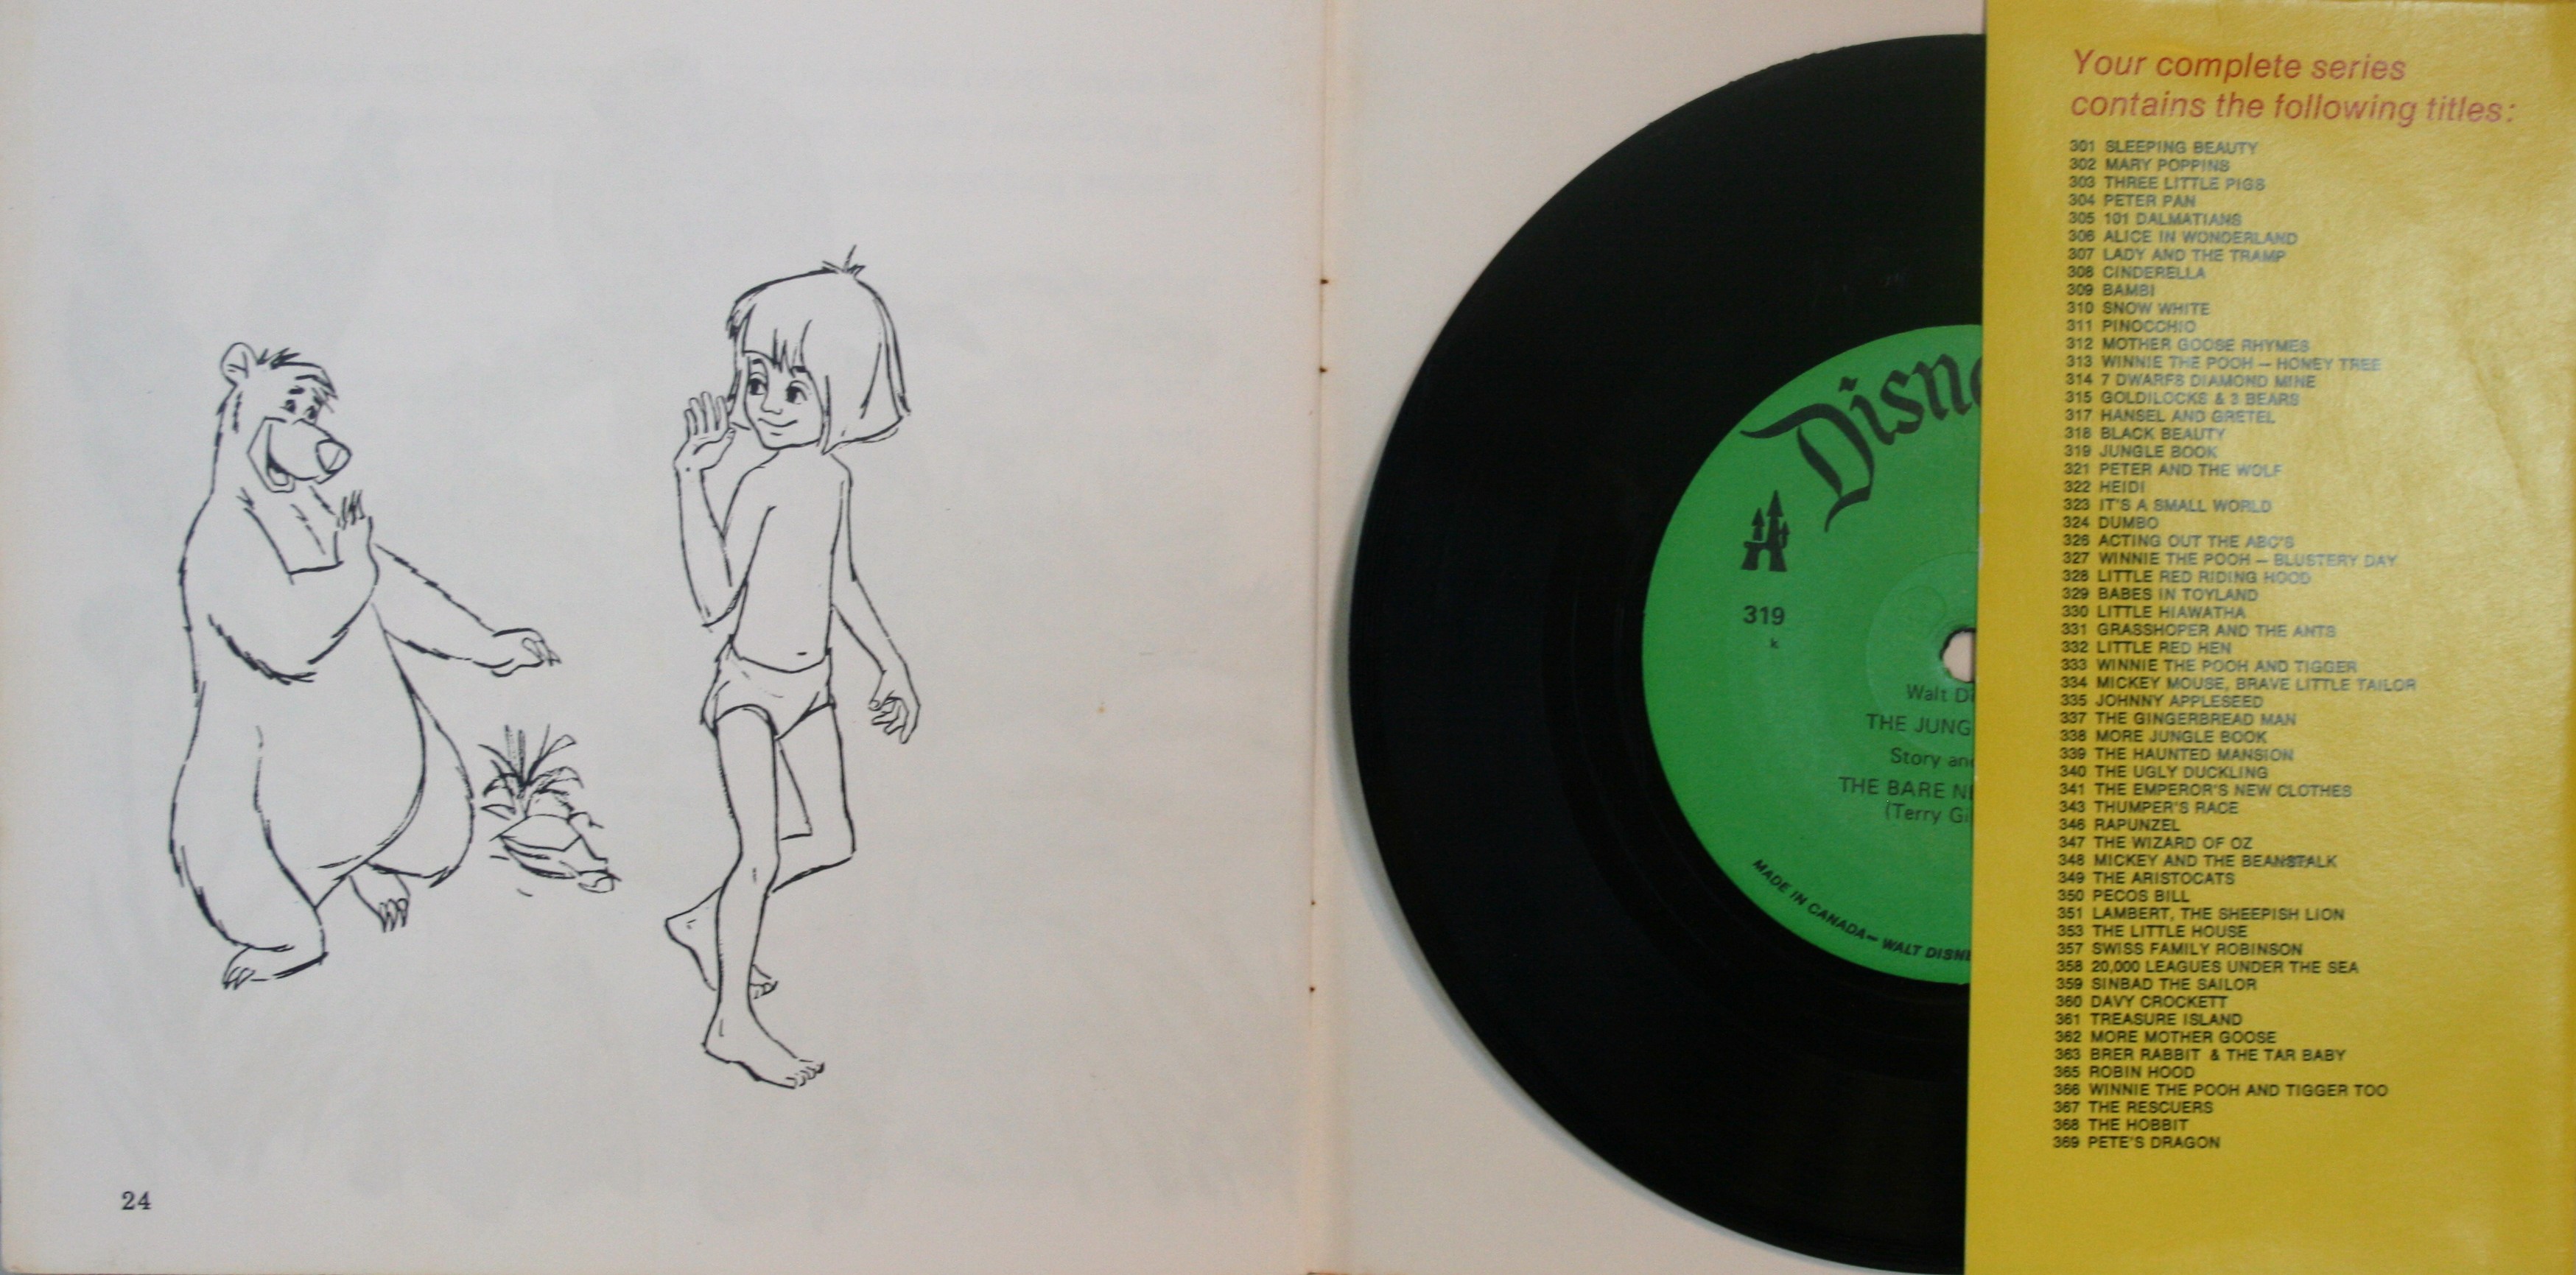 24
Disne
319
k
Walt Di
THE JUNG
Story and
THE BARE NE
(Terry Gil
MADE IN CANADA — WALT DISNE
Your complete series
contains the following titles:
301 SLEEPING BEAUTY
302 MARY POPPINS
303 THREE LITTLE PIGS
304 PETER PAN
305 101 DALMATIANS
306 ALICE IN WONDERLAND
307 LADY AND THE TRAMP
308 CINDERELLA
309 BAMBI
310 SNOW WHITE
311 PINOCCHIO
312 MOTHER GOOSE RHYMES
313 WINNIE THE POOH — HONEY TREE
314 7 DWARFS DIAMOND MINE
315 GOLDILOCKS & 3 BEARS
317 HANSEL AND GRETEL
318 BLACK BEAUTY
319 JUNGLE BOOK
321 PETER AND THE WOLF
322 HEIDI
323 IT'S A SMALL WORLD
324 DUMBO
326 ACTING OUT THE ABC'S
327 WINNIE THE POOH — BLUSTERY DAY
328 LITTLE RED RIDING HOOD
329 BABES IN TOYLAND
330 LITTLE HIAWATHA
331 GRASSHOPER AND THE ANTS
332 LITTLE RED HEN
333 WINNIE THE POOH AND TIGGER
334 MICKEY MOUSE, BRAVE LITTLE TAILOR
335 JOHNNY APPLESEED
337 THE GINGERBREAD MAN
338 MORE JUNGLE BOOK
339 THE HAUNTED MANSION
340 THE UGLY DUCKLING
341 THE EMPEROR'S NEW CLOTHES
343 THUMPER'S RACE
346 RAPUNZEL
347 THE WIZARD OF OZ
348 MICKEY AND THE BEANSTALK
349 THE ARISTOCATS
350 PECOS BILL
351 LAMBERT, THE SHEEPISH LION
353 THE LITTLE HOUSE
357 SWISS FAMILY ROBINSON
358 20,000 LEAGUES UNDER THE SEA
359 SINBAD THE SAILOR
360 DAVY CROCKETT
361 TREASURE ISLAND
362 MORE MOTHER GOOSE
363 BRER RABBIT & THE TAR BABY
365 ROBIN HOOD
366 WINNIE THE POOH AND TIGGER TOO
367 THE RESCUERS
368 THE HOBBIT
369 PETE'S DRAGON